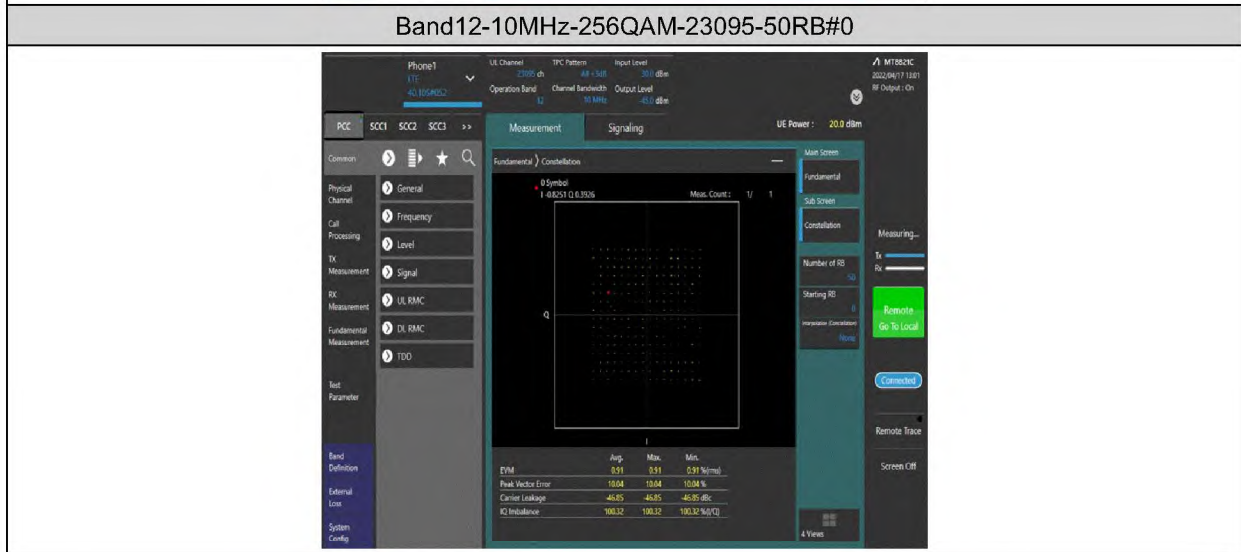 Band12-10MHz-256QAM-23095-50RB#0
Phone1
LTE
UL Channel
23095 ch
TPC Pattern
All +3dB
Input Level
30.0 dBm
Operation Band
12
Channel Bandwidth
10 MHz
Output Level
-45.0 dBm
MT8821C
2022/04/17 13:01
RF Output : On
PCC SCC1 SCC2 SCC3 >>
Measurement
Signaling
UE Power : 20.0 dBm
Common
Physical
Channel
Call
Processing
TX
Measurement
RX
Measurement
Fundamental
Measurement
Test
Parameter
Band
Definition
External
Loss
System
Config
General
Frequency
Level
Signal
UL RMC
DL RMC
TDD
Fundamental ❭ Constellation
0 Symbol
I -0.8251 Q 0.3926
Meas. Count : 1/ 1
Q
I
Avg. Max. Min.
EVM 0.91 0.91 0.91 %(rms)
Peak Vector Error 10.04 10.04 10.04 %
Carrier Leakage -46.85 -46.85 -46.85 dBc
IQ Imbalance 100.32 100.32 100.32 %(I/Q)
Main Screen
Fundamental
Sub Screen
Constellation
Number of RB
50
Starting RB
0
None
4 Views
Measuring...
Tx
Rx
Remote
Go To Local
Connected
Remote Trace
Screen Off